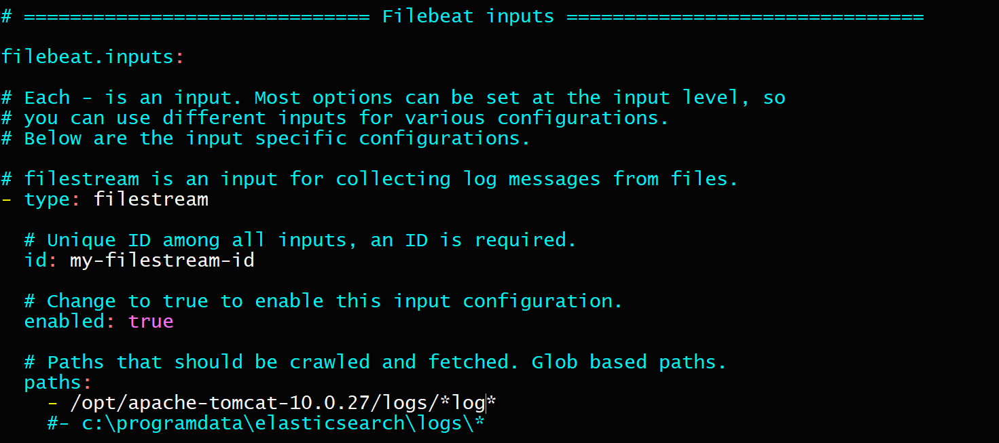 # ============================== Filebeat inputs ===============================
filebeat.inputs:
# Each - is an input. Most options can be set at the input level, so
# you can use different inputs for various configurations.
# Below are the input specific configurations.
# filestream is an input for collecting log messages from files.
- type: filestream
# Unique ID among all inputs, an ID is required.
id: my-filestream-id
# Change to true to enable this input configuration.
enabled: true
# Paths that should be crawled and fetched. Glob based paths.
paths:
- /opt/apache-tomcat-10.0.27/logs/*log*
#- c:\programdata\elasticsearch\logs\*